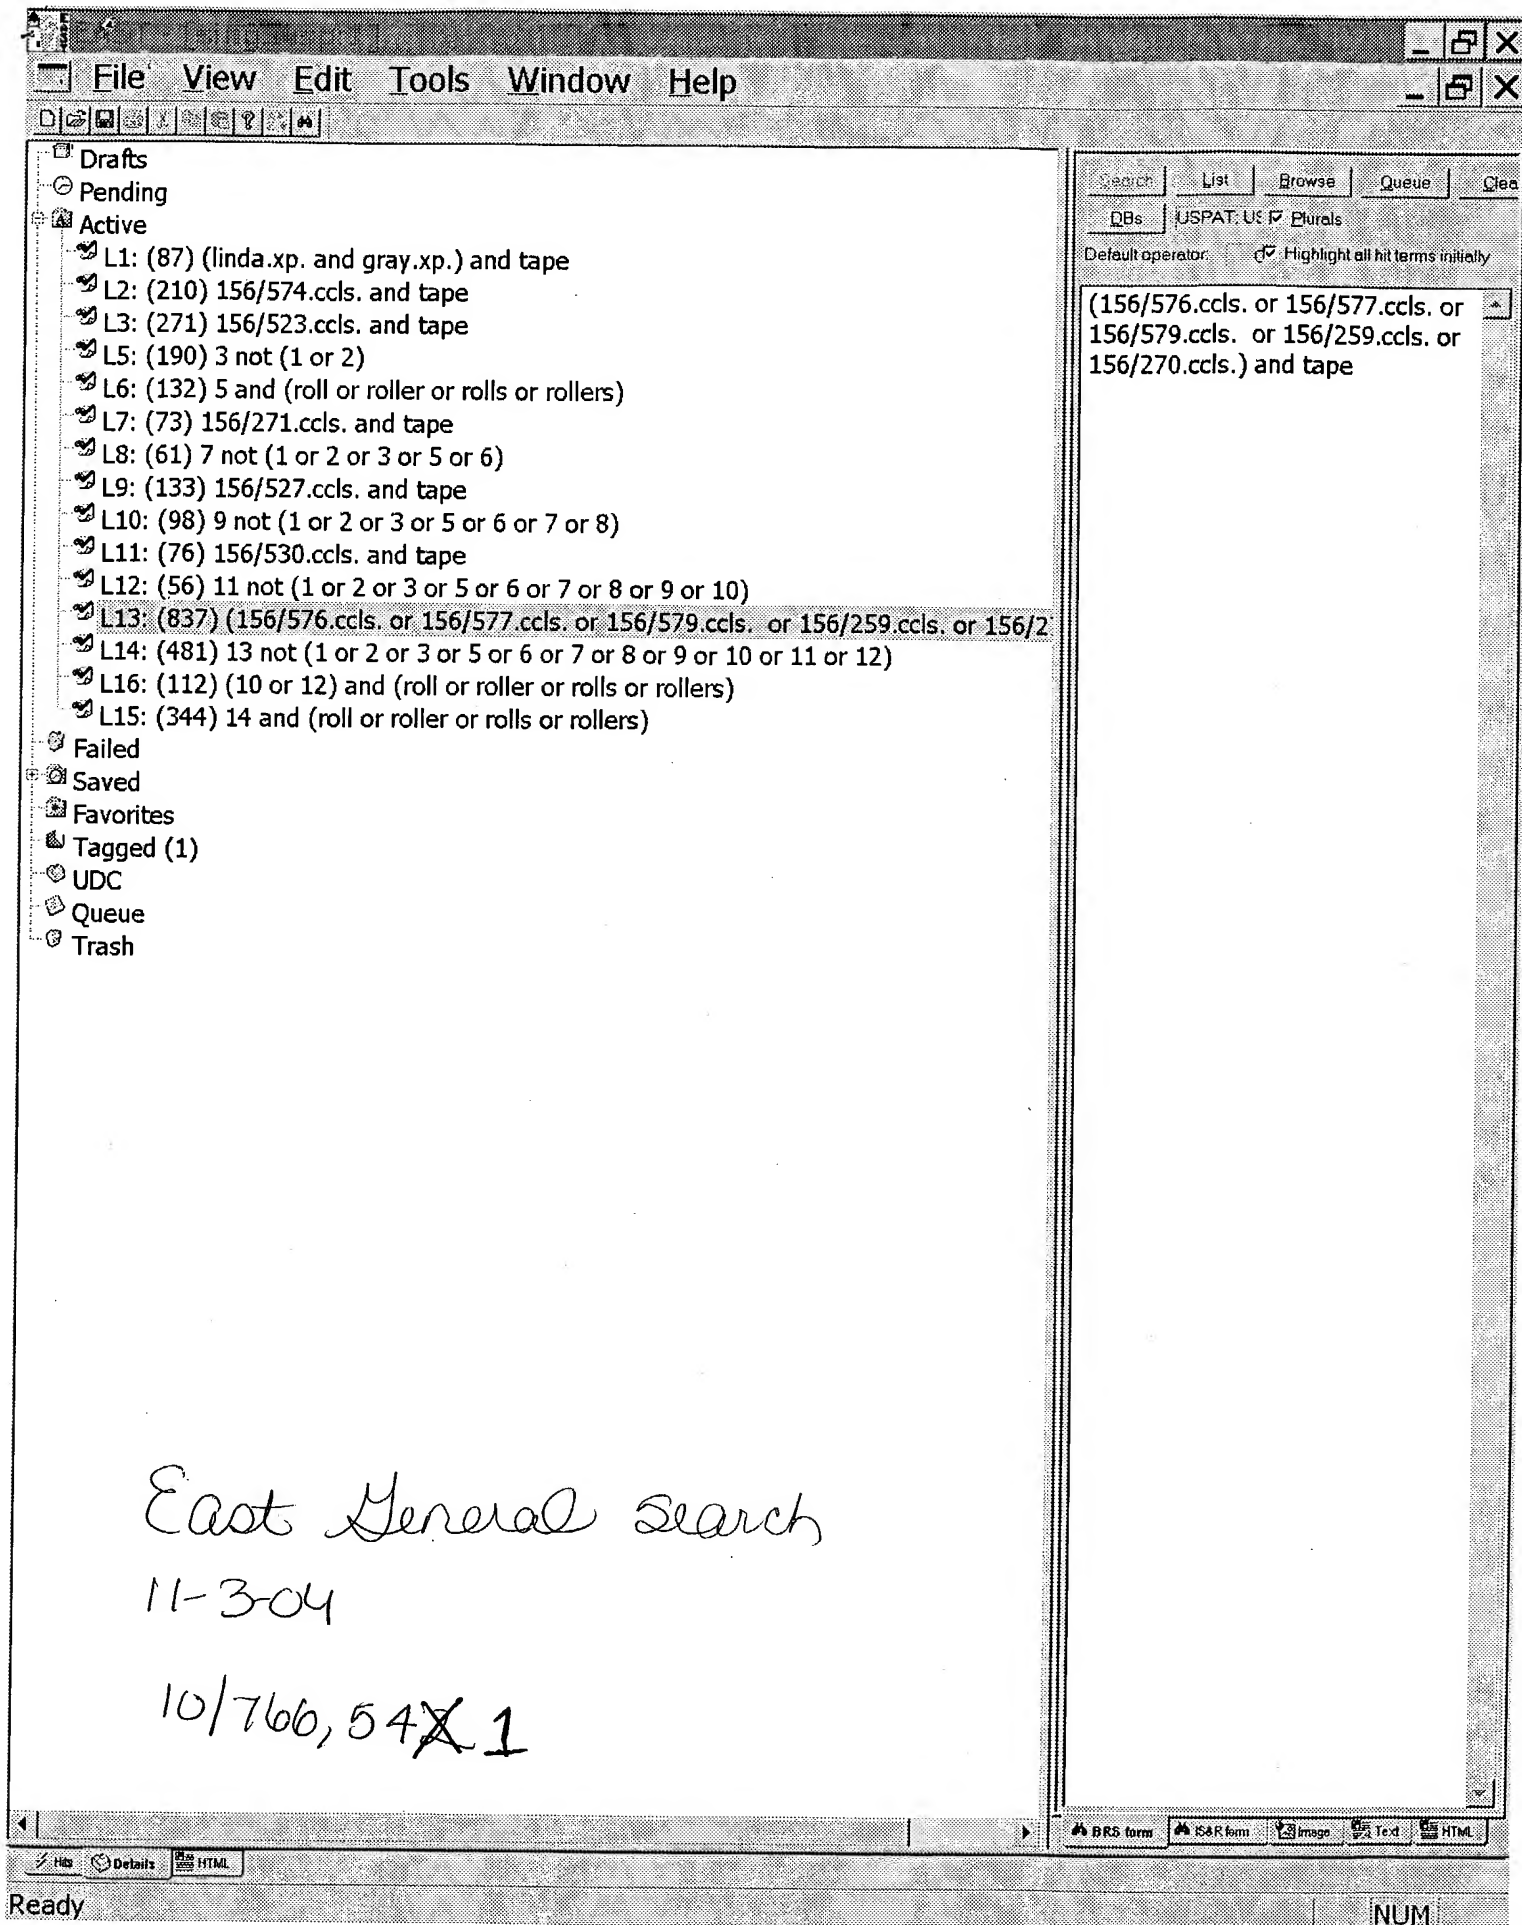 File View Edit Tools Window Help
Drafts
Pending
Active
L1: (87) (linda.xp. and gray.xp.) and tape
L2: (210) 156/574.ccls. and tape
L3: (271) 156/523.ccls. and tape
L5: (190) 3 not (1 or 2)
L6: (132) 5 and (roll or roller or rolls or rollers)
L7: (73) 156/271.ccls. and tape
L8: (61) 7 not (1 or 2 or 3 or 5 or 6)
L9: (133) 156/527.ccls. and tape
L10: (98) 9 not (1 or 2 or 3 or 5 or 6 or 7 or 8)
L11: (76) 156/530.ccls. and tape
L12: (56) 11 not (1 or 2 or 3 or 5 or 6 or 7 or 8 or 9 or 10)
L13: (837) (156/576.ccls. or 156/577.ccls. or 156/579.ccls. or 156/259.ccls. or 156/2
L14: (481) 13 not (1 or 2 or 3 or 5 or 6 or 7 or 8 or 9 or 10 or 11 or 12)
L16: (112) (10 or 12) and (roll or roller or rolls or rollers)
L15: (344) 14 and (roll or roller or rolls or rollers)
Failed
Saved
Favorites
Tagged (1)
UDC
Queue
Trash
Search List Browse Queue Clea
DBs USPAT; US Plurals
Default operator: Highlight all hit terms initially
(156/576.ccls. or 156/577.ccls. or
156/579.ccls. or 156/259.ccls. or
156/270.ccls.) and tape
East General search
11-3-04
10/766,54 1
BRS form IS&R form Image Text HTML
Hits Details HTML
Ready NUM